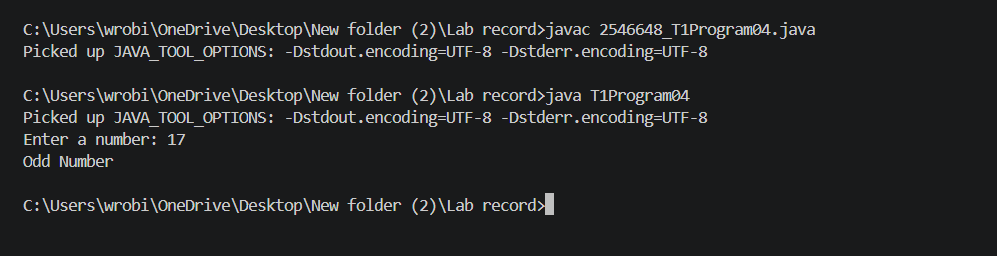 C:\Users\wrobi\OneDrive\Desktop\New folder (2)\Lab record>javac 2546648_T1Program04.java
Picked up JAVA_TOOL_OPTIONS: -Dstdout.encoding=UTF-8 -Dstderr.encoding=UTF-8
C:\Users\wrobi\OneDrive\Desktop\New folder (2)\Lab record>java T1Program04
Picked up JAVA_TOOL_OPTIONS: -Dstdout.encoding=UTF-8 -Dstderr.encoding=UTF-8
Enter a number: 17
Odd Number
C:\Users\wrobi\OneDrive\Desktop\New folder (2)\Lab record>